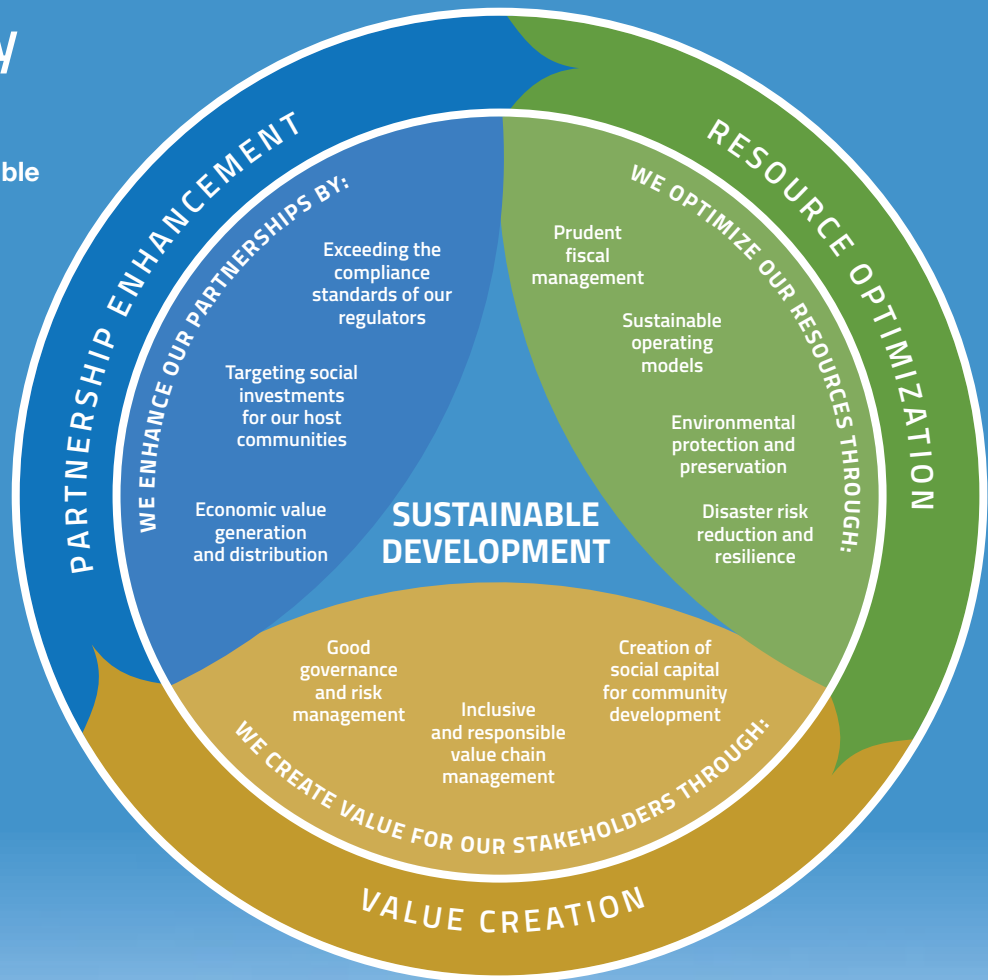 y
ble
PARTNERSHIP ENHANCEMENT
WE ENHANCE OUR PARTNERSHIPS BY:
Exceeding the
compliance
standards of our
regulators
Targeting social
investments
for our host
communities
Economic value
generation
and distribution
RESOURCE OPTIMIZATION
WE OPTIMIZE OUR RESOURCES THROUGH:
Prudent
fiscal
management
Sustainable
operating
models
Environmental
protection and
preservation
Disaster risk
reduction and
resilience
SUSTAINABLE
DEVELOPMENT
Good
governance
and risk
management
Inclusive
and responsible
value chain
management
Creation of
social capital
for community
development
WE CREATE VALUE FOR OUR STAKEHOLDERS THROUGH:
VALUE CREATION